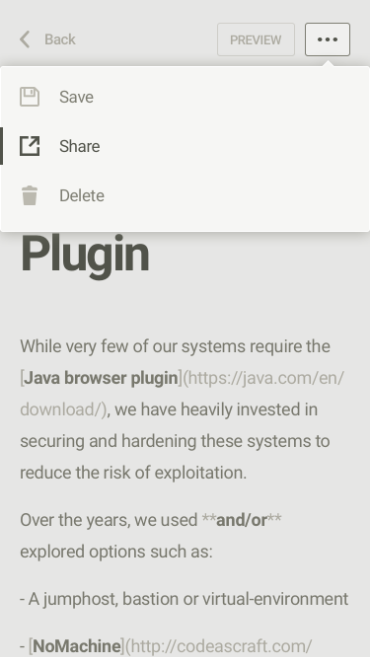 Back
PREVIEW
Save
Share
Delete
Plugin
While very few of our systems require the
[Java browser plugin](https://java.com/en/
download/), we have heavily invested in
securing and hardening these systems to
reduce the risk of exploitation.
Over the years, we used **and/or**
explored options such as:
- A jumphost, bastion or virtual-environment
- [NoMachine](http://codeascraft.com/